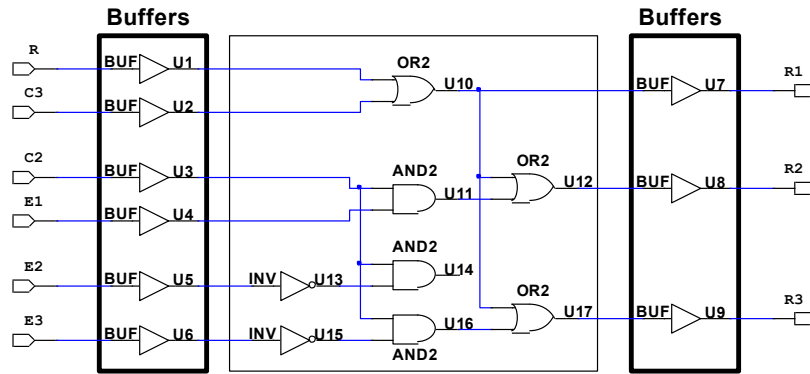 Buffers Buffers
R BUF U1 OR2 U10 BUF U7 R1
C3 BUF U2
C2 BUF U3 AND2 OR2 U12 BUF U8 R2
E1 BUF U4 U11
AND2
E2 BUF U5 INV U13 U14
OR2 U17 BUF U9 R3
E3 BUF U6 INV U15 U16
AND2